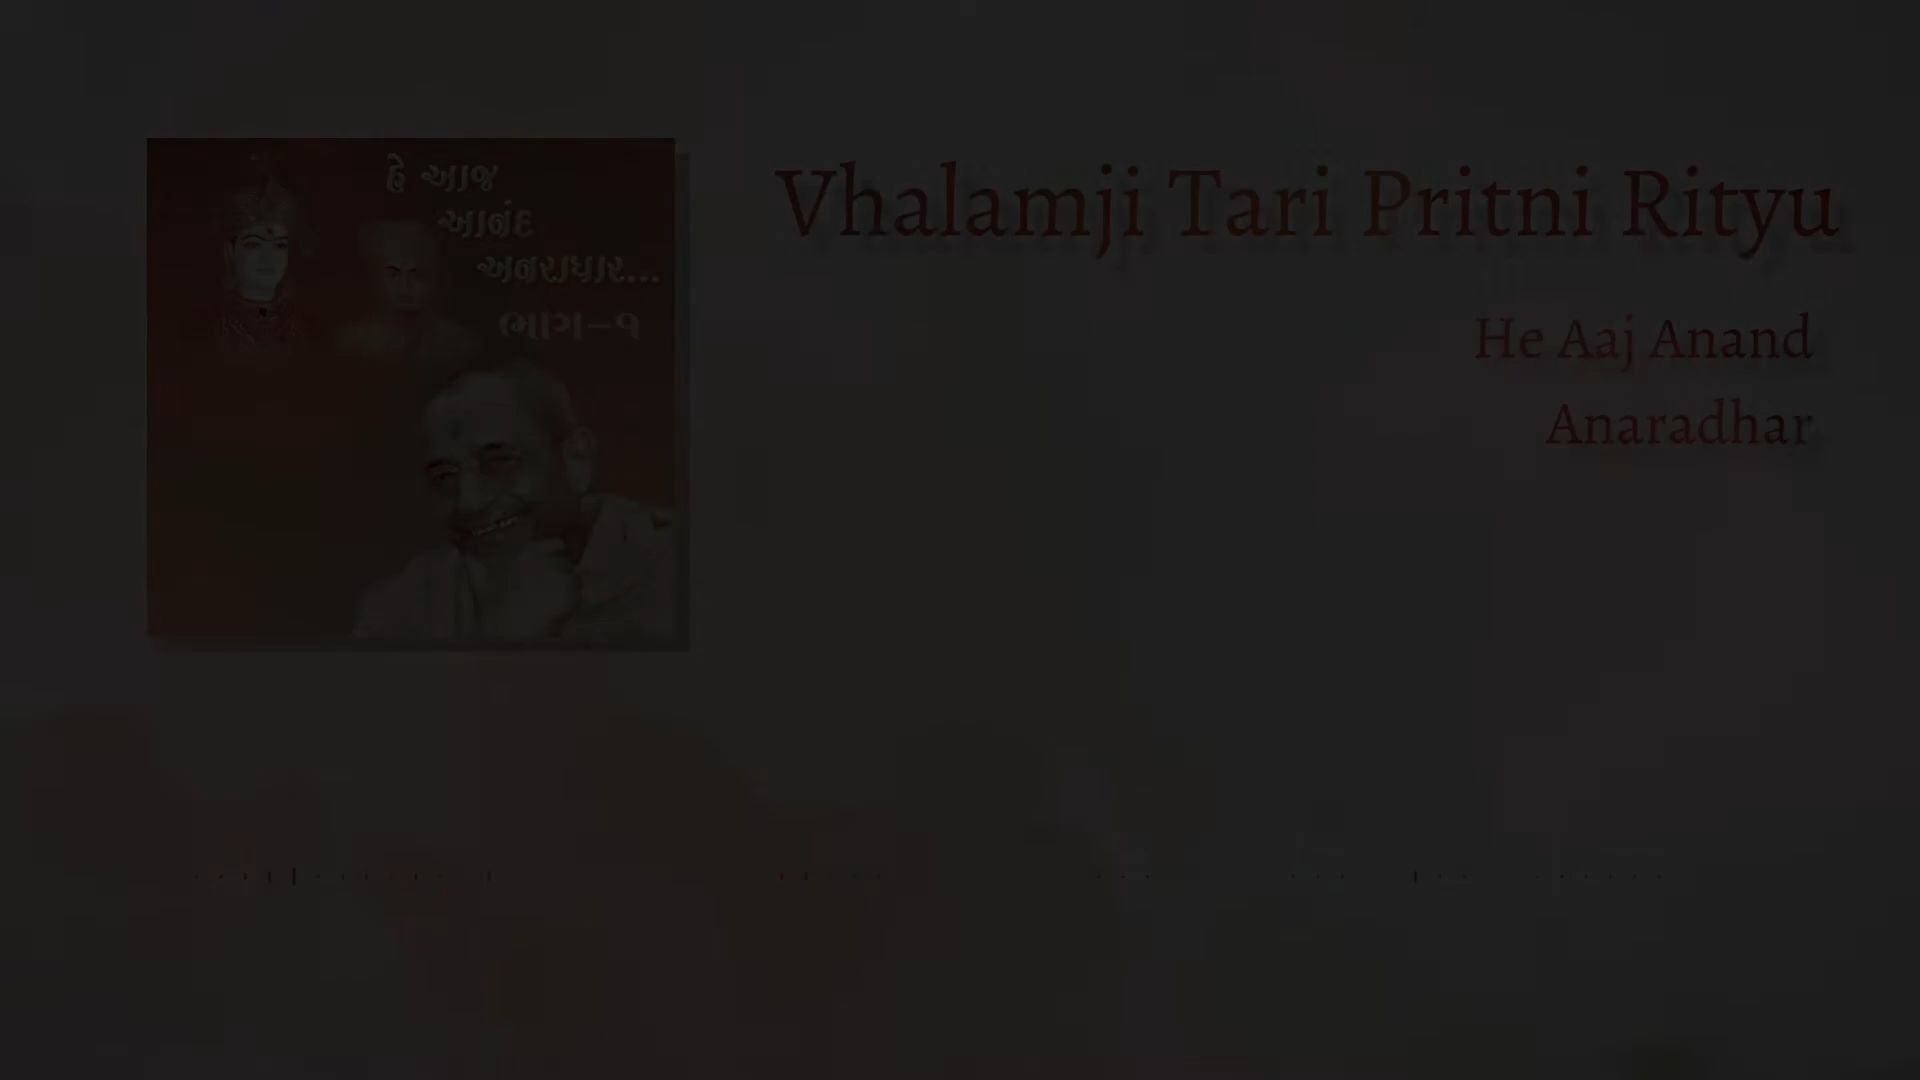 હે આજ
આનંદ
અનરાધાર...
ભાગ–૧
Vhalamji Tari Pritni Rityu
He Aaj Anand
Anaradhar